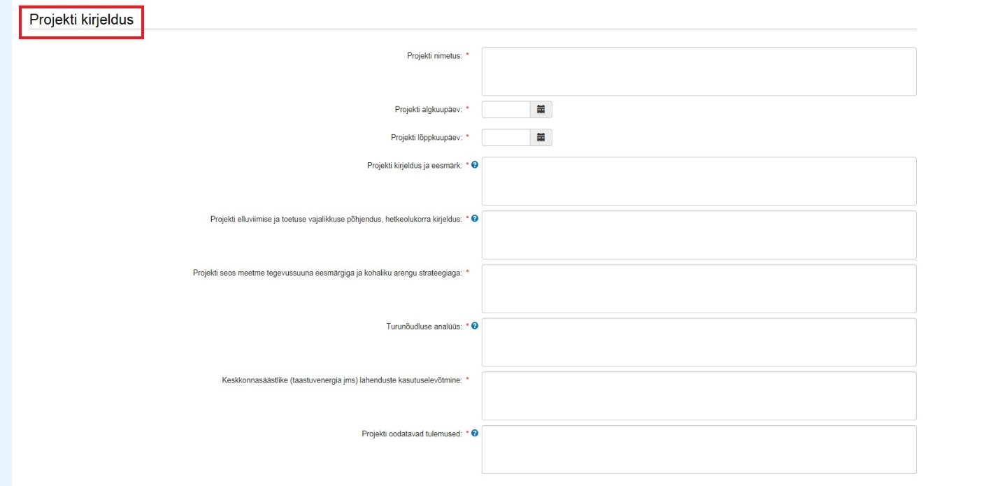 Projekti kirjeldus
Projekti nimetus: *
Projekti algkuupäev: *
Projekti lõppkuupäev: *
Projekti kirjeldus ja eesmärk: * ?
Projekti elluviimise ja toetuse vajalikkuse põhjendus, hetkeolukorra kirjeldus: * ?
Projekti seos meetme tegevussuuna eesmärgiga ja kohaliku arengu strateegiaga: *
Turunõudluse analüüs: * ?
Keskkonnasäästlike (taastuvenergia jms) lahenduste kasutuselevõtmine: *
Projekti oodatavad tulemused: * ?